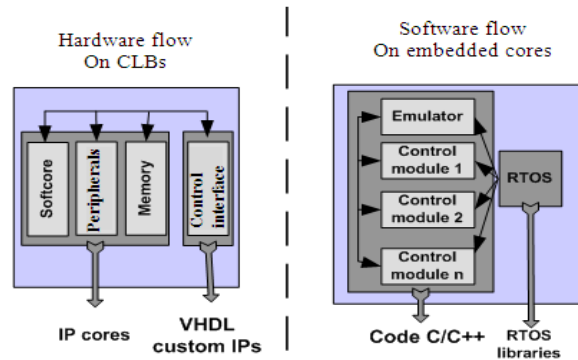 Hardware flow
On CLBs
Softcore
Peripherals
Memory
Control
interface
IP cores
VHDL
custom IPs
Software flow
On embedded cores
Emulator
Control
module 1
Control
module 2
Control
module n
RTOS
Code C/C++
RTOS
libraries